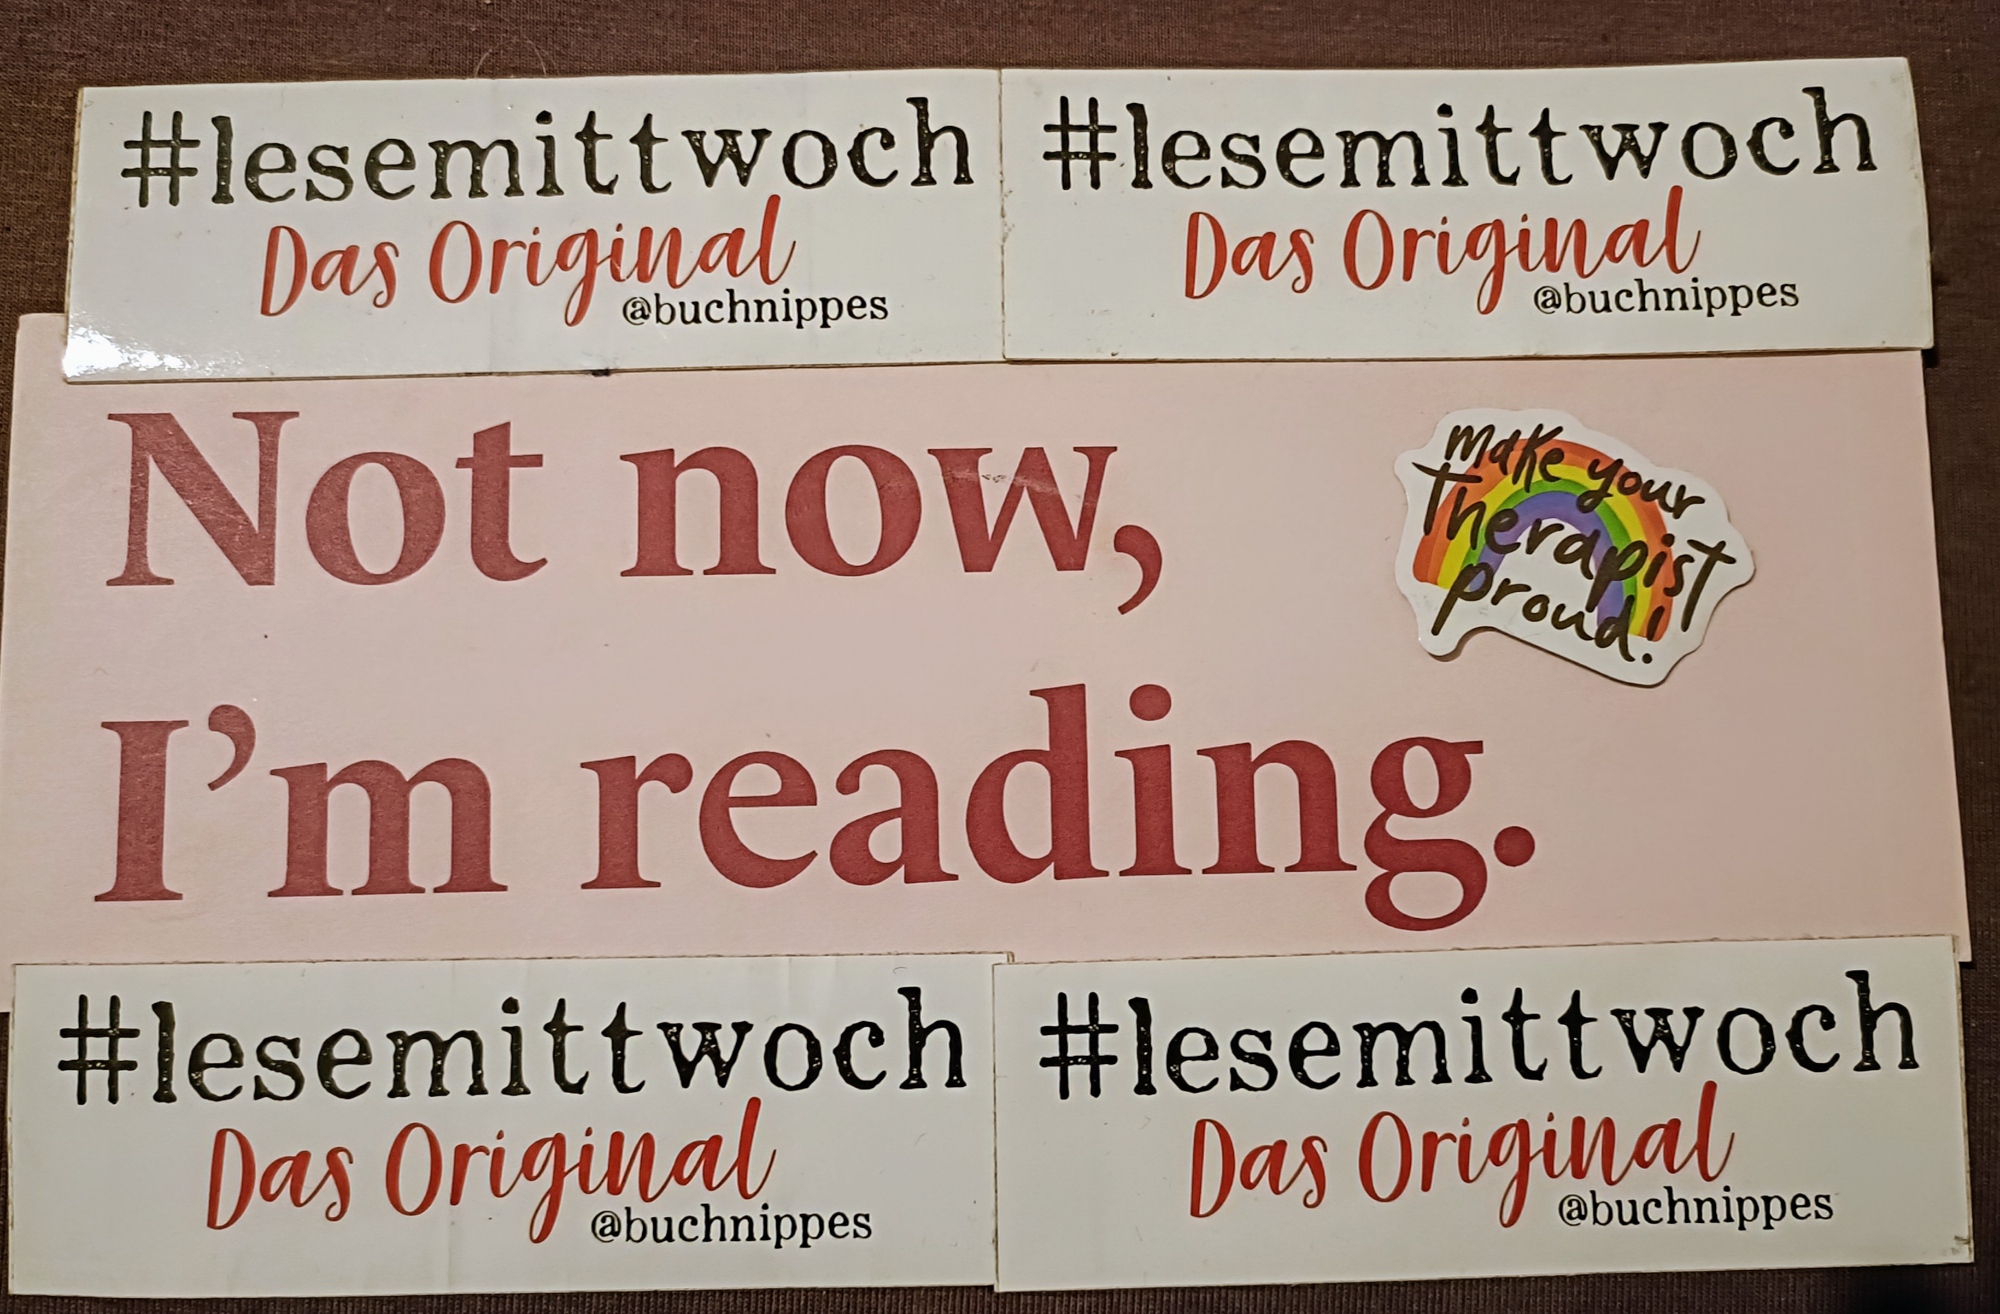 #lesemittwoch
Das Original
@buchnippes
#lesemittwoch
Das Original
@buchnippes
Not now,
I’m reading.
make your
Therapist
proud!
#lesemittwoch
Das Original
@buchnippes
#lesemittwoch
Das Original
@buchnippes